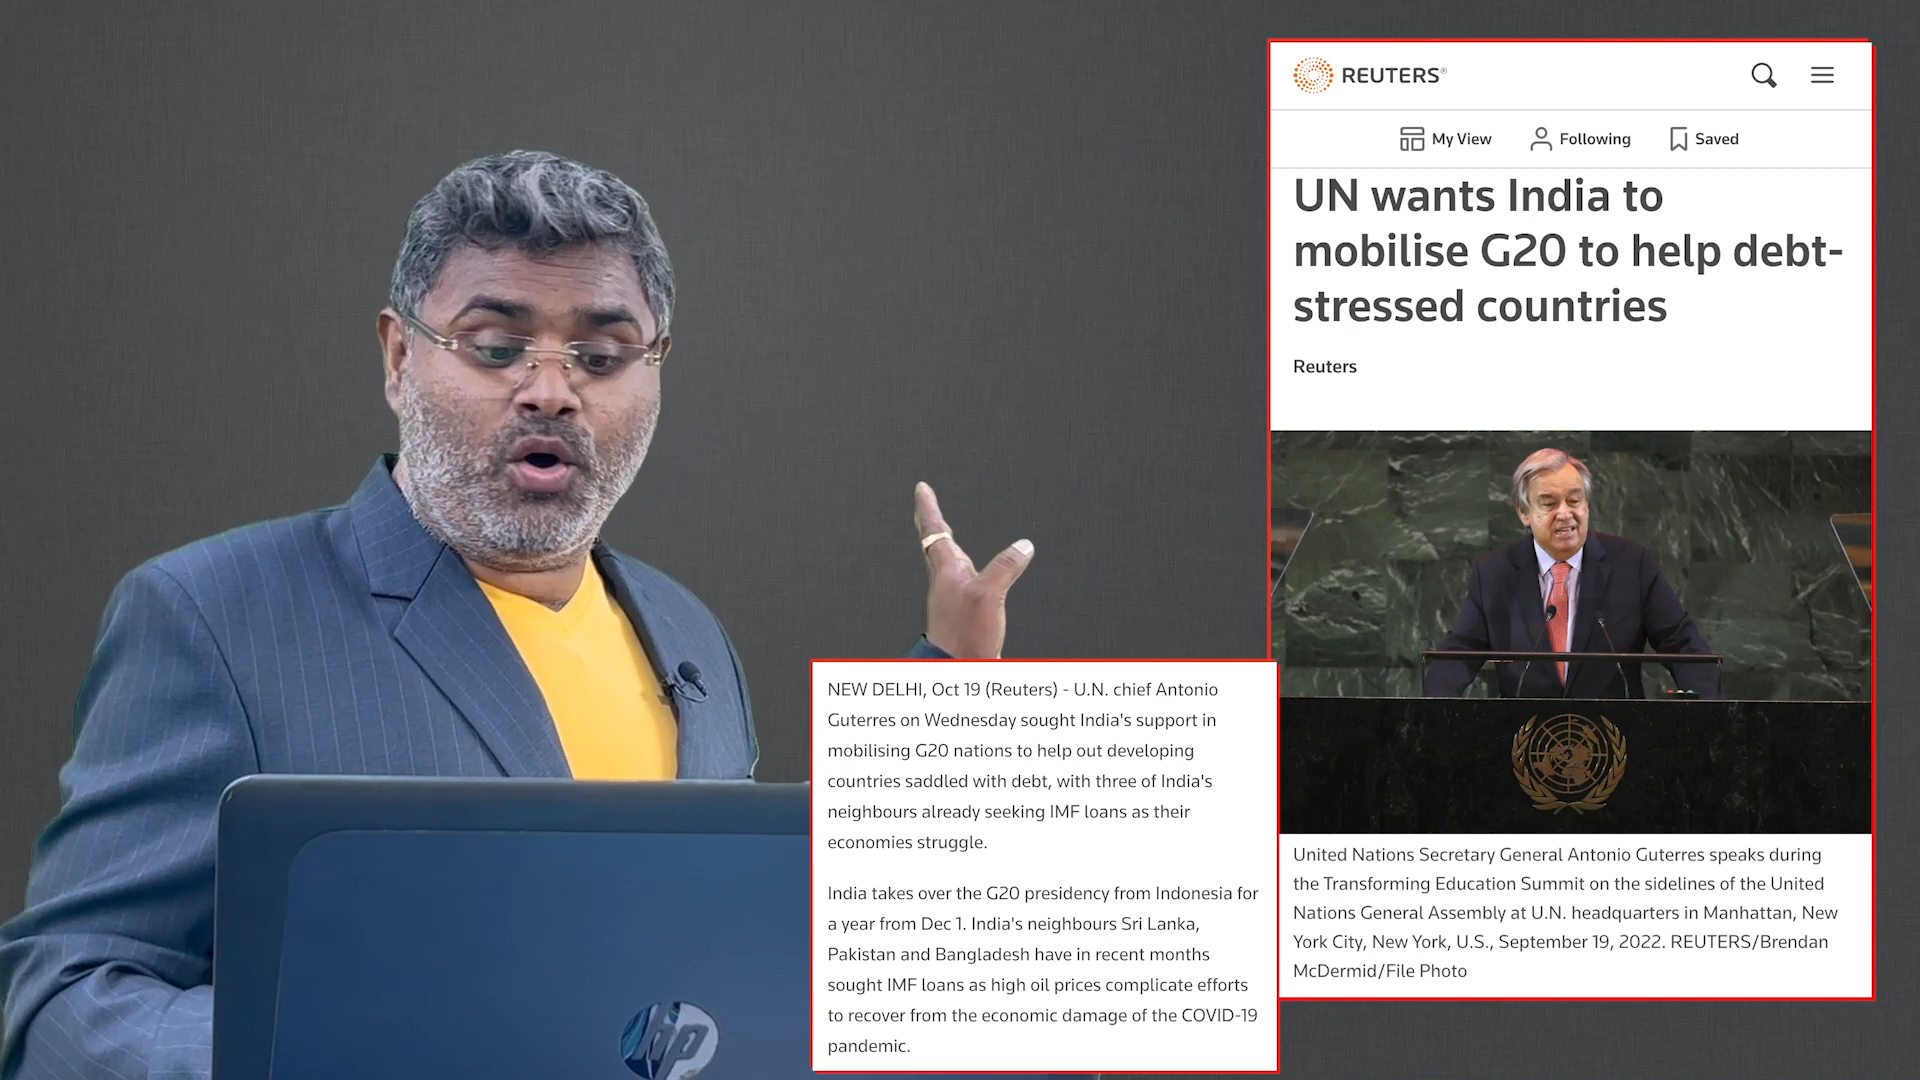 REUTERS®
My View Following Saved
UN wants India to
mobilise G20 to help debt-
stressed countries
Reuters
United Nations Secretary General Antonio Guterres speaks during
the Transforming Education Summit on the sidelines of the United
Nations General Assembly at U.N. headquarters in Manhattan, New
York City, New York, U.S., September 19, 2022. REUTERS/Brendan
McDermid/File Photo
NEW DELHI, Oct 19 (Reuters) - U.N. chief Antonio
Guterres on Wednesday sought India's support in
mobilising G20 nations to help out developing
countries saddled with debt, with three of India's
neighbours already seeking IMF loans as their
economies struggle.
India takes over the G20 presidency from Indonesia for
a year from Dec 1. India's neighbours Sri Lanka,
Pakistan and Bangladesh have in recent months
sought IMF loans as high oil prices complicate efforts
to recover from the economic damage of the COVID-19
pandemic.
hp